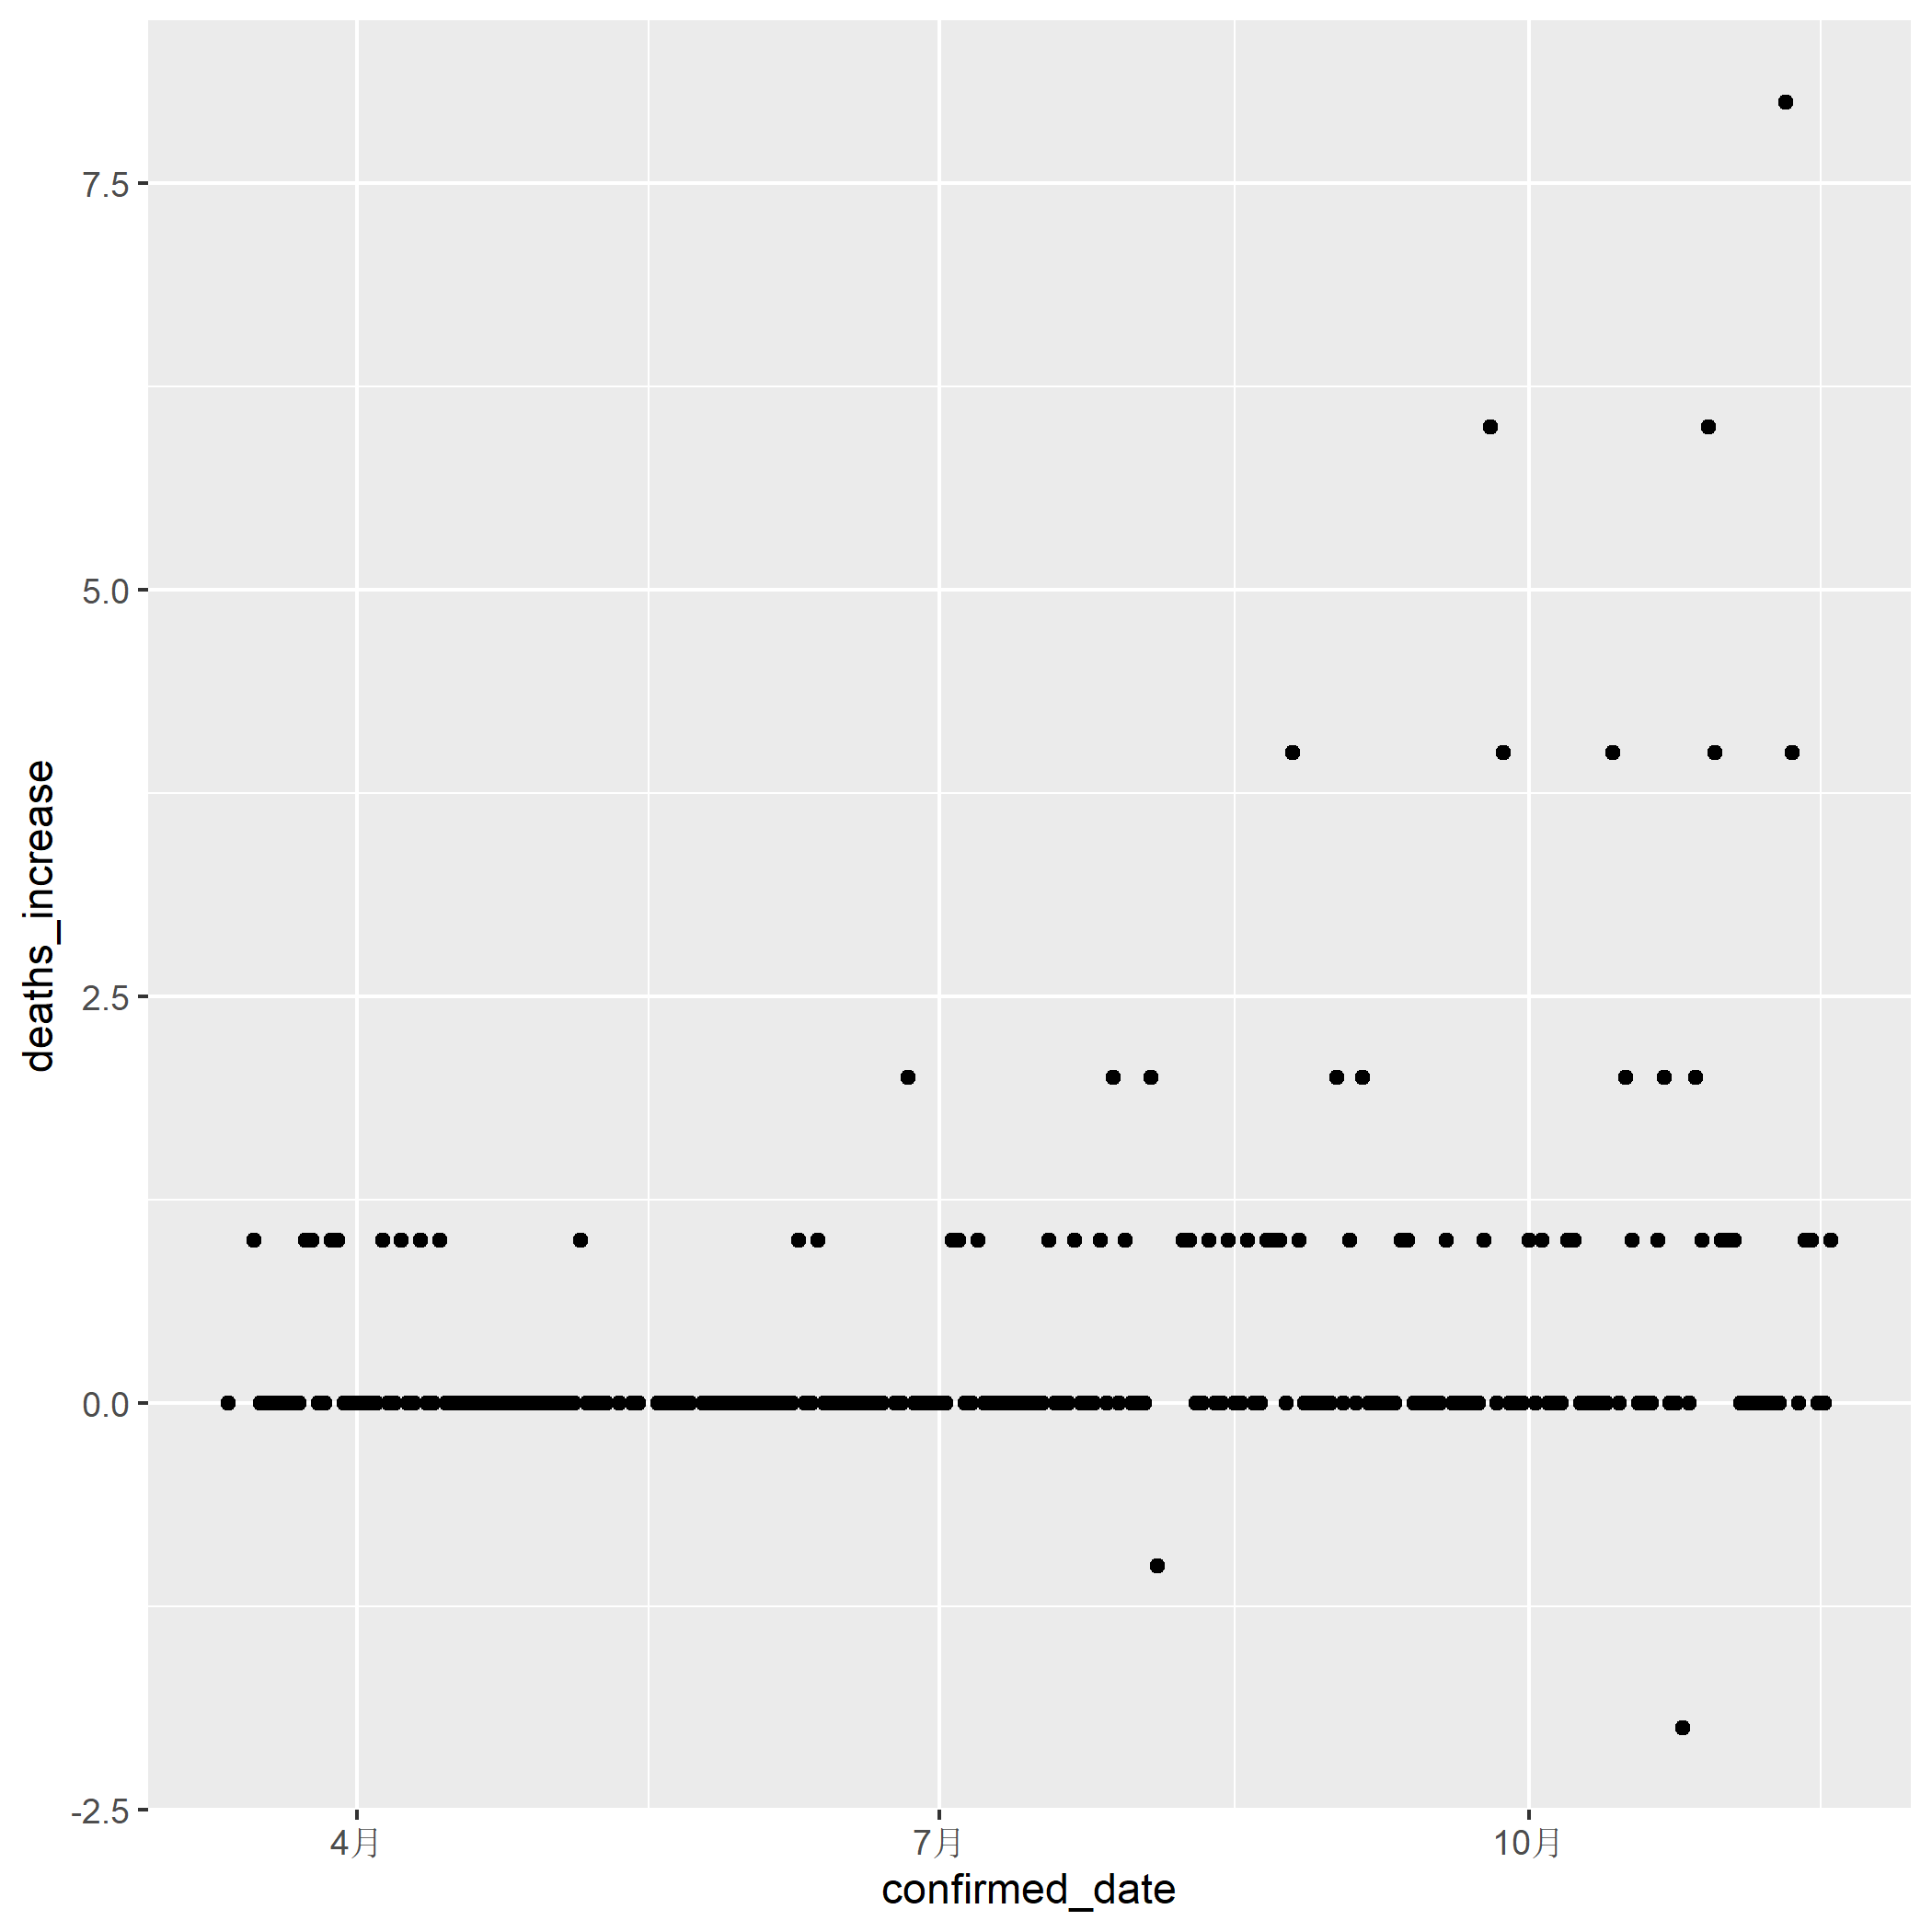 deaths_increase
7.5
5.0
2.5
0.0
-2.5
4月
7月
10月
confirmed_date